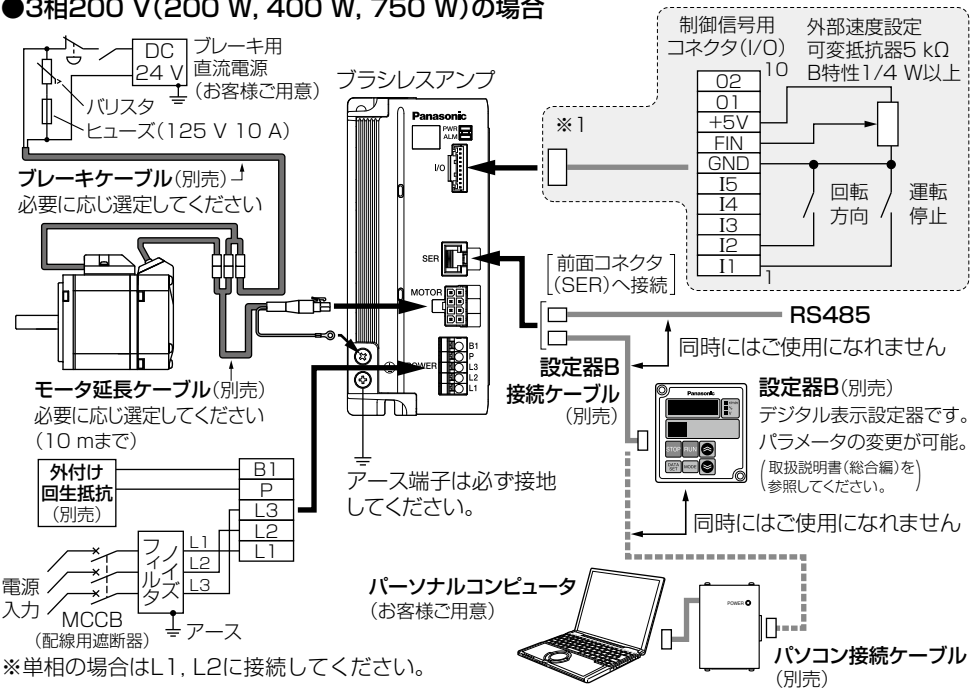 ●3相200 V(200 W, 400 W, 750 W)の場合
DC
24 V
ブレーキ用
直流電源
(お客様ご用意)
バリスタ
ヒューズ(125 V 10 A)
ブレーキケーブル(別売)
必要に応じ選定してください
ブラシレスアンプ
Panasonic
PWR
ALM
I/O
SER
MOTOR
POWER
B1
P
L3
L2
L1
制御信号用
コネクタ(I/O)
外部速度設定
可変抵抗器5 kΩ
B特性1/4 W以上
※1
10
O2
O1
+5V
FIN
GND
I5
I4
I3
I2
I1
1
回転
方向
運転
停止
前面コネクタ
(SER)へ接続
RS485
同時にはご使用になれません
設定器B
接続ケーブル
(別売)
Panasonic
STOP
RUN
DATA
SET
MODE
設定器B(別売)
デジタル表示設定器です。
パラメータの変更が可能。
(取扱説明書(総合編)を
参照してください。)
同時にはご使用になれません
モータ延長ケーブル(別売)
必要に応じ選定してください
(10 mまで)
アース端子は必ず接地
してください。
外付け
回生抵抗
(別売)
B1
P
L3
L2
L1
ノイズ
フィルタ
L1
L2
L3
電源
入力
MCCB
(配線用遮断器)
アース
※単相の場合はL1, L2に接続してください。
パーソナルコンピュータ
(お客様ご用意)
POWER
パソコン接続ケーブル
(別売)